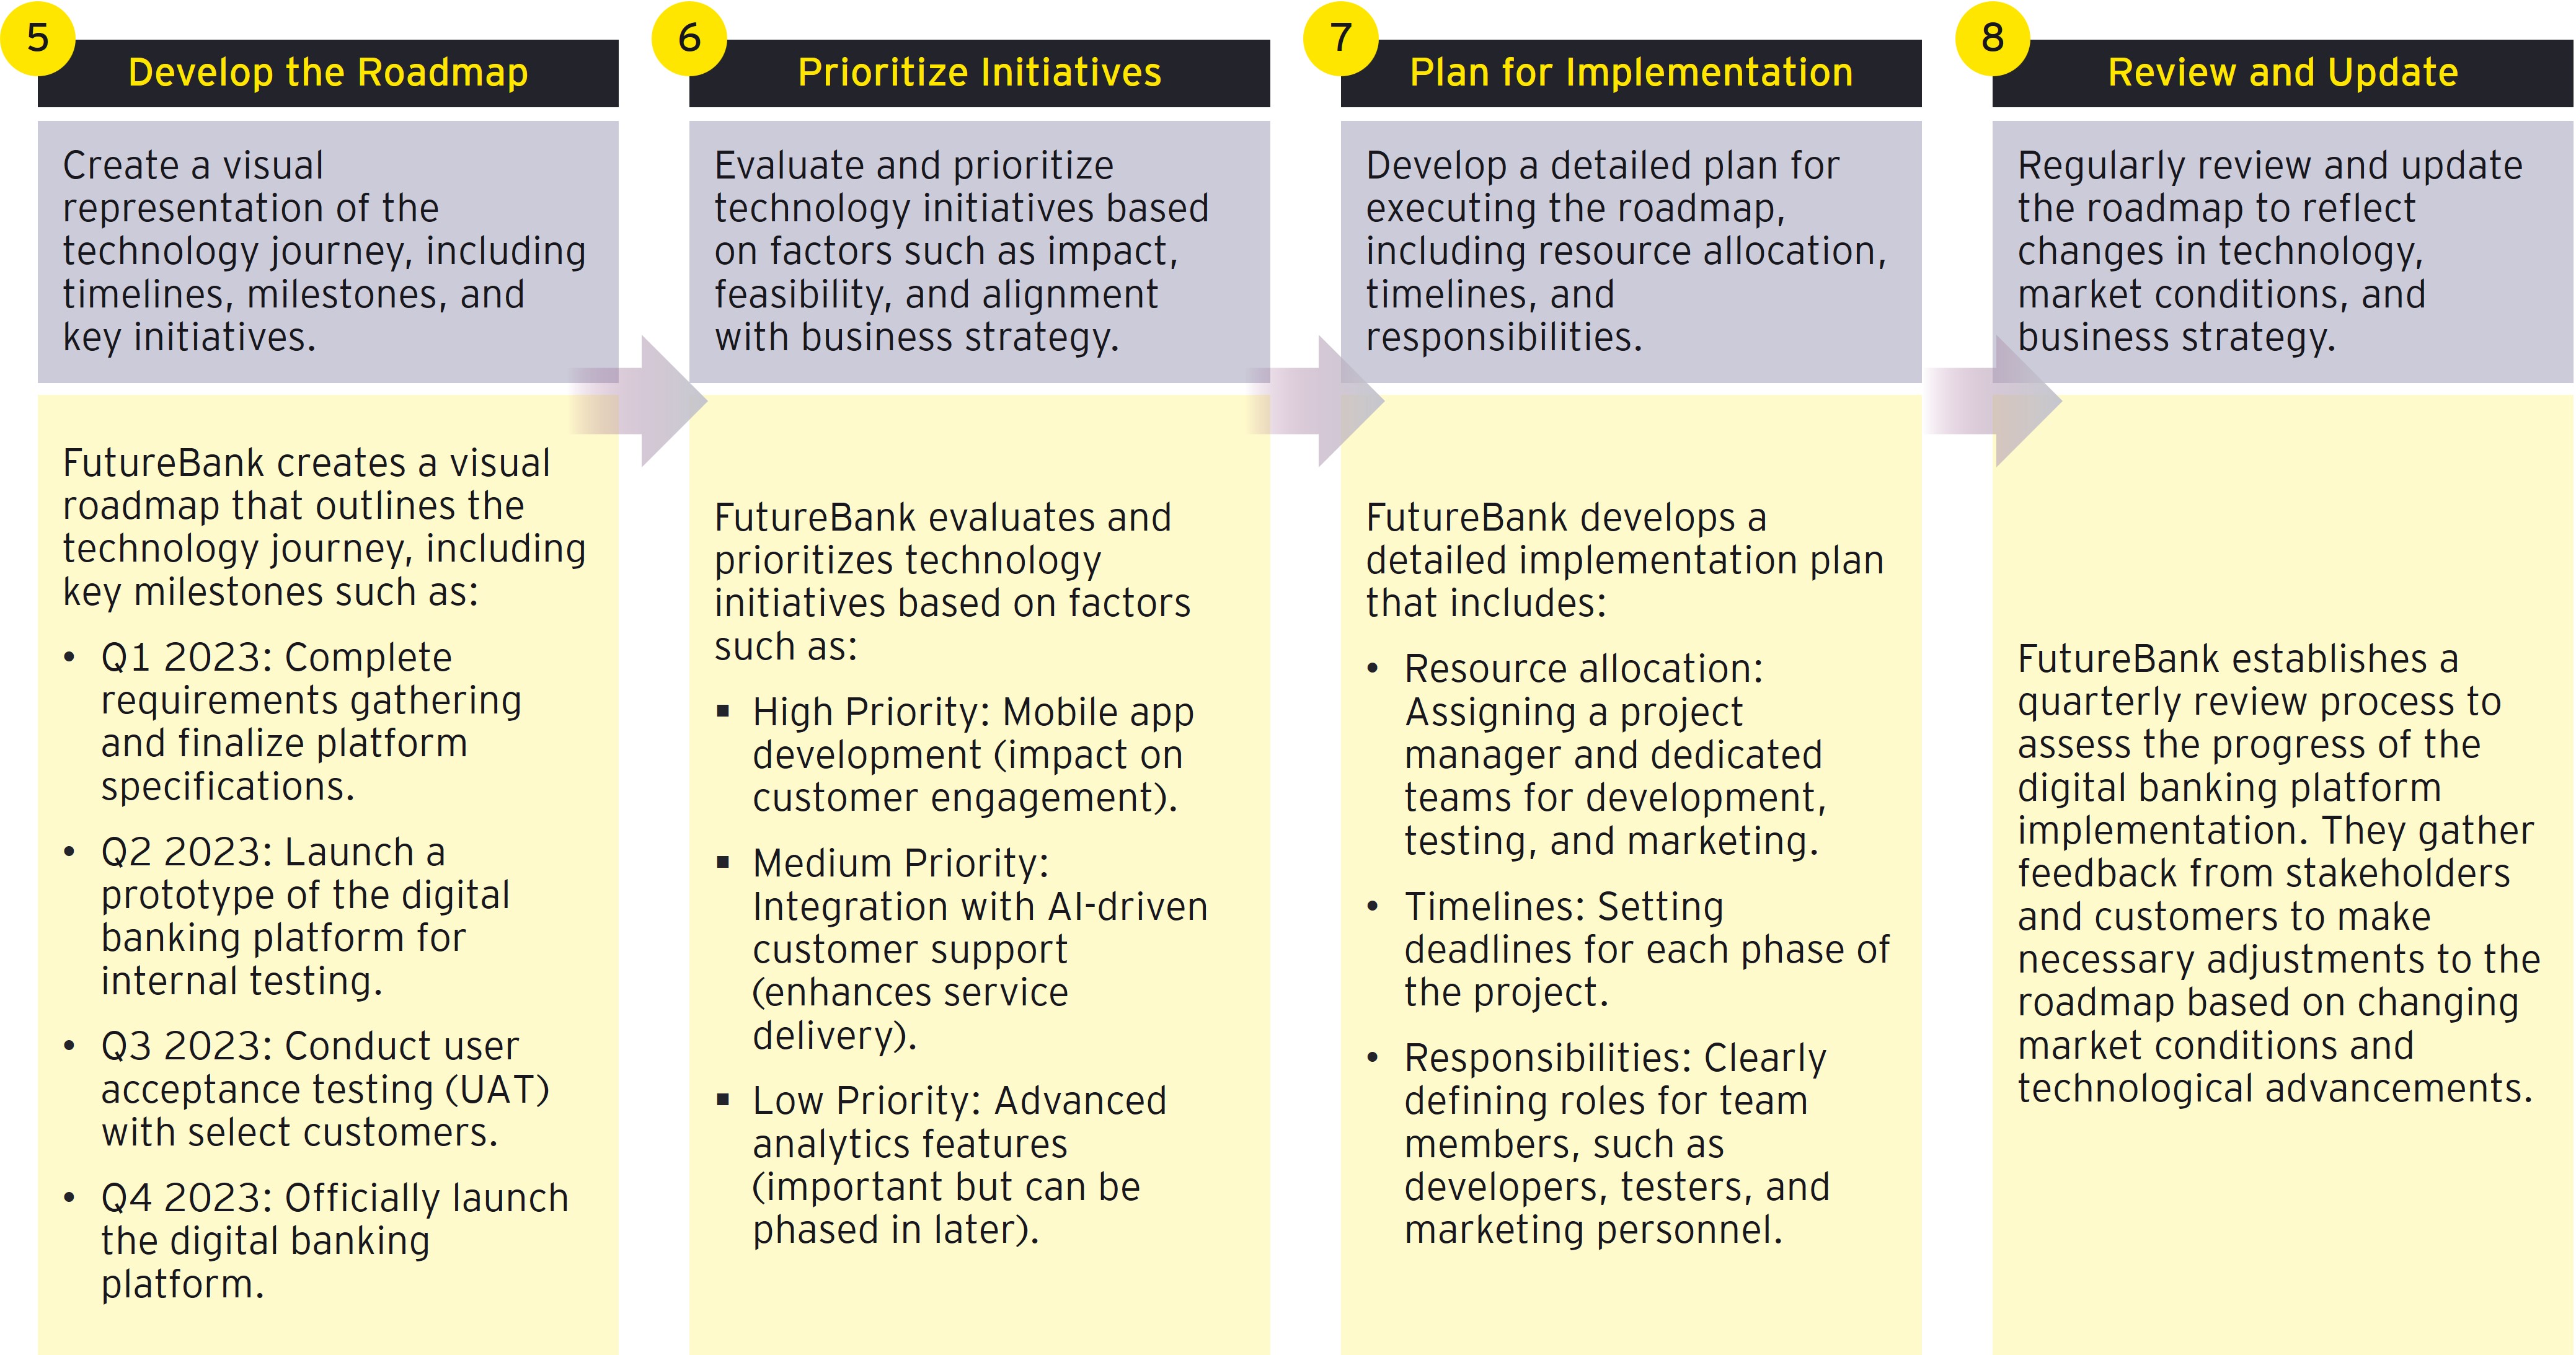 5
Develop the Roadmap
Create a visual
representation of the
technology journey, including
timelines, milestones, and
key initiatives.
FutureBank creates a visual
roadmap that outlines the
technology journey, including
key milestones such as:
• Q1 2023: Complete
requirements gathering
and finalize platform
specifications.
• Q2 2023: Launch a
prototype of the digital
banking platform for
internal testing.
• Q3 2023: Conduct user
acceptance testing (UAT)
with select customers.
• Q4 2023: Officially launch
the digital banking
platform.
6
Prioritize Initiatives
Evaluate and prioritize
technology initiatives based
on factors such as impact,
feasibility, and alignment
with business strategy.
FutureBank evaluates and
prioritizes technology
initiatives based on factors
such as:
▪ High Priority: Mobile app
development (impact on
customer engagement).
▪ Medium Priority:
Integration with AI-driven
customer support
(enhances service
delivery).
▪ Low Priority: Advanced
analytics features
(important but can be
phased in later).
7
Plan for Implementation
Develop a detailed plan for
executing the roadmap,
including resource allocation,
timelines, and
responsibilities.
FutureBank develops a
detailed implementation plan
that includes:
• Resource allocation:
Assigning a project
manager and dedicated
teams for development,
testing, and marketing.
• Timelines: Setting
deadlines for each phase of
the project.
• Responsibilities: Clearly
defining roles for team
members, such as
developers, testers, and
marketing personnel.
8
Review and Update
Regularly review and update
the roadmap to reflect
changes in technology,
market conditions, and
business strategy.
FutureBank establishes a
quarterly review process to
assess the progress of the
digital banking platform
implementation. They gather
feedback from stakeholders
and customers to make
necessary adjustments to the
roadmap based on changing
market conditions and
technological advancements.